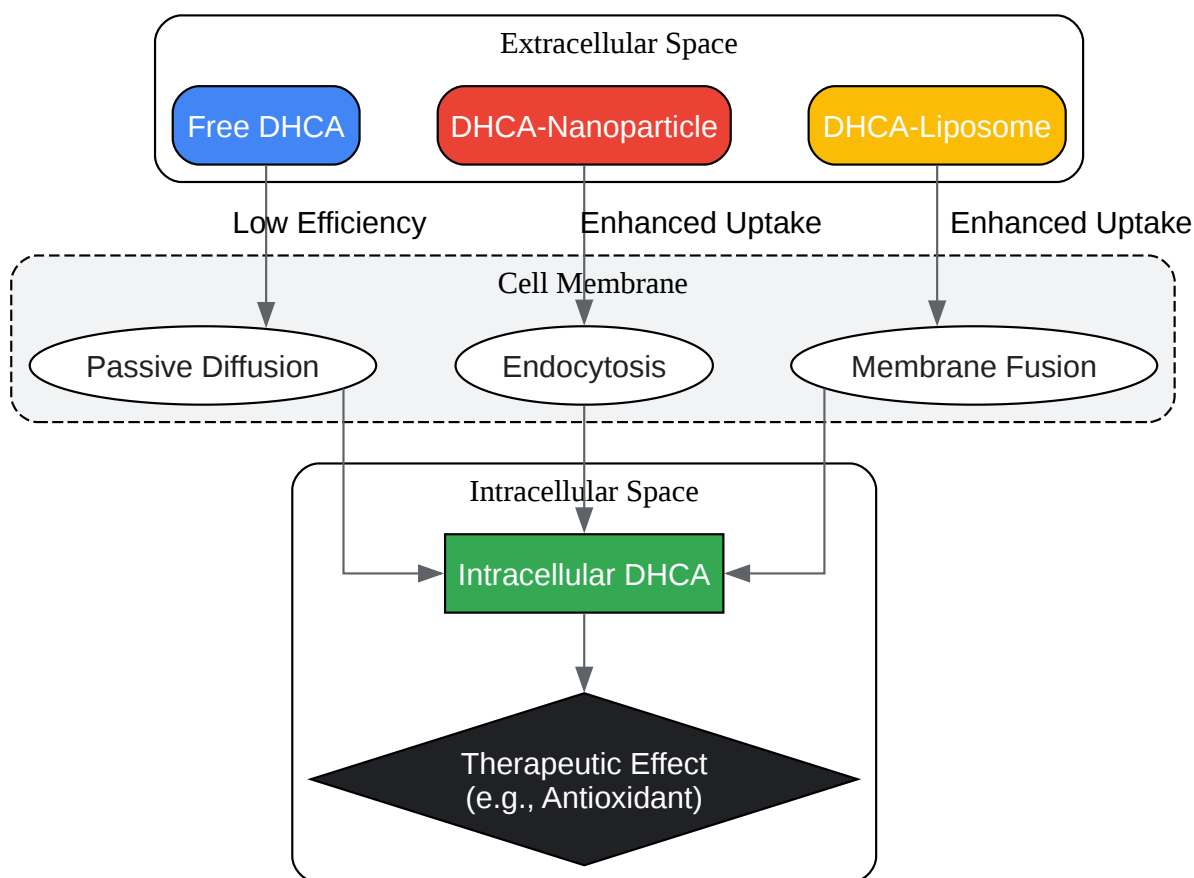 Extracellular Space
Free DHCA
DHCA-Nanoparticle
DHCA-Liposome
Low Efficiency
Enhanced Uptake
Enhanced Uptake
Cell Membrane
Passive Diffusion
Endocytosis
Membrane Fusion
Intracellular Space
Intracellular DHCA
Therapeutic Effect
(e.g., Antioxidant)